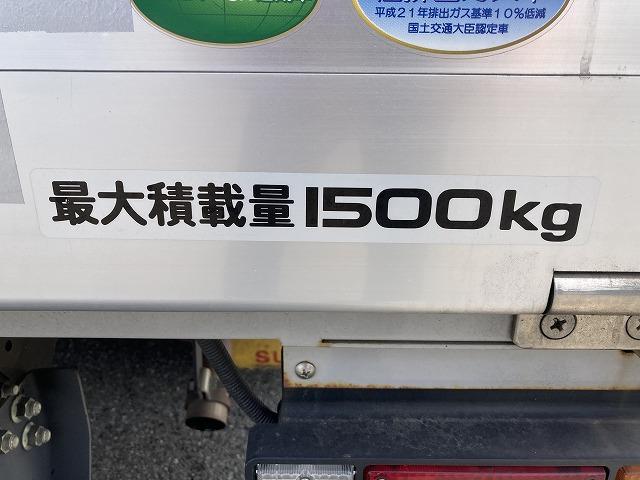 平成21年排出ガス基準10%低減
国土交通大臣認定車
最大積載量1500kg
SU